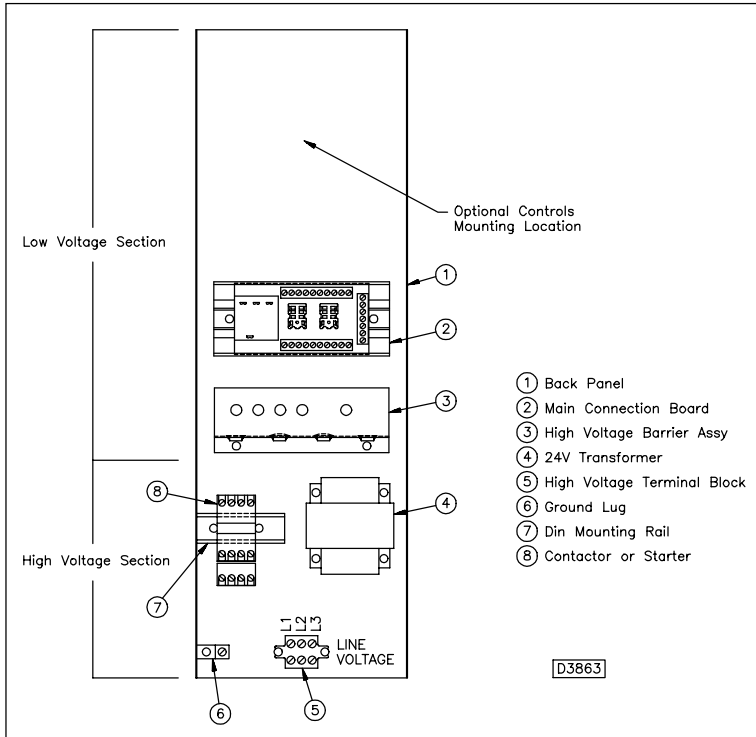 Optional Controls
Mounting Location
Low Voltage Section
1
2
3
1 Back Panel
2 Main Connection Board
3 High Voltage Barrier Assy
4 24V Transformer
5 High Voltage Terminal Block
6 Ground Lug
7 Din Mounting Rail
8 Contactor or Starter
8
4
High Voltage Section
7
L1 L2 L3
LINE
VOLTAGE
D3863
6
5